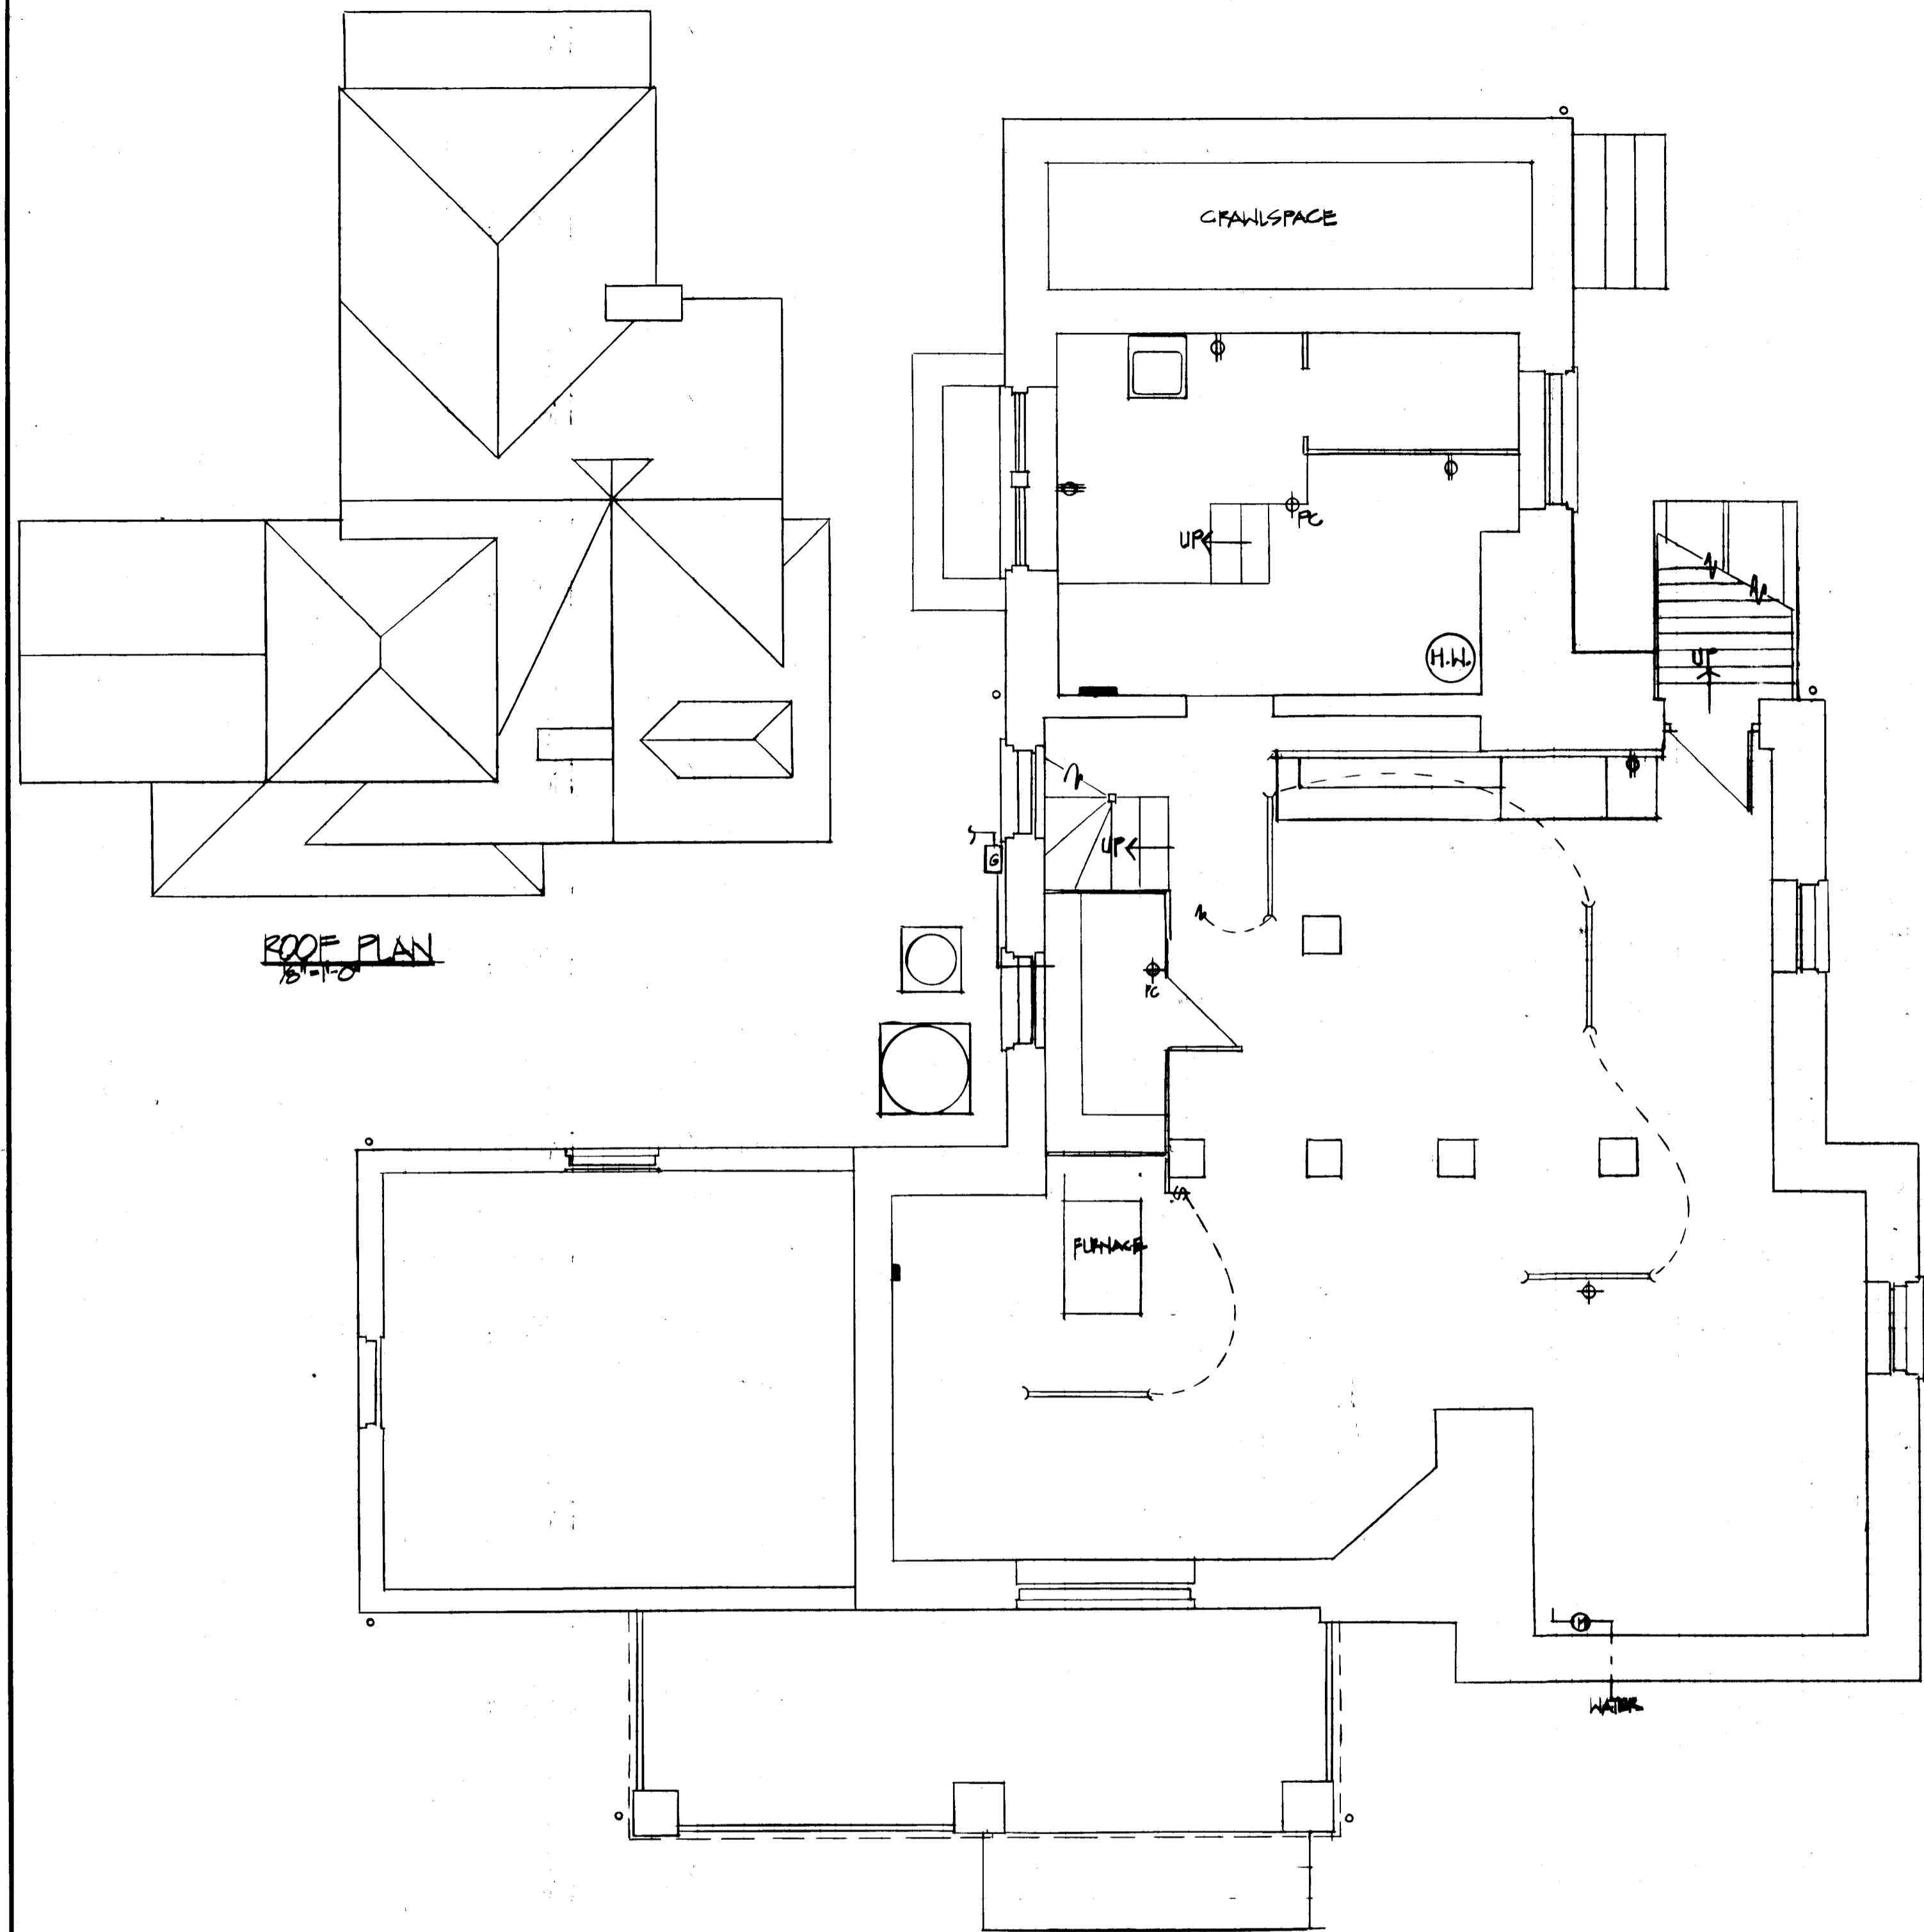 CRAWLSPACE
UP
PC
H.W.
UP
UP
G
ROOF PLAN
1/8"=1'-0"
PC
S
FURNACE
M
WATER